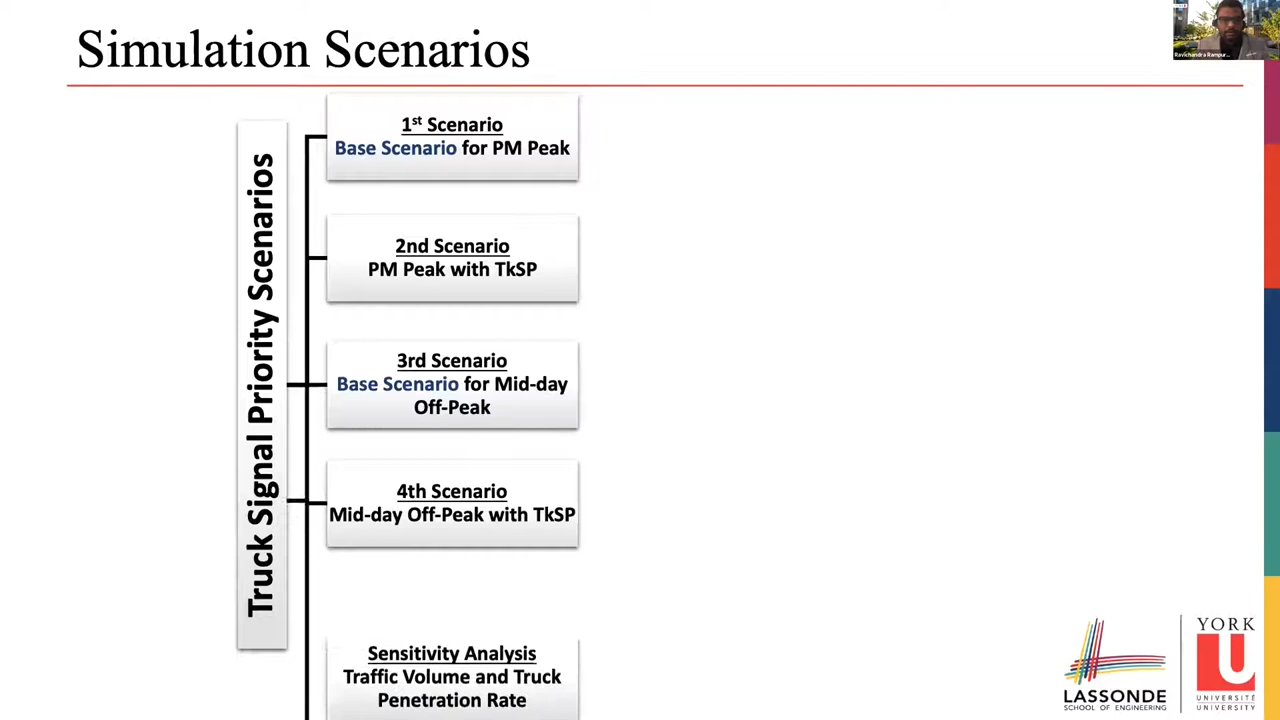 Simulation Scenarios
Ravichandra Rampur...
Truck Signal Priority Scenarios
1st Scenario
Base Scenario for PM Peak
2nd Scenario
PM Peak with TkSP
3rd Scenario
Base Scenario for Mid-day
Off-Peak
4th Scenario
Mid-day Off-Peak with TkSP
Sensitivity Analysis
Traffic Volume and Truck
Penetration Rate
LASSONDE
SCHOOL OF ENGINEERING
YORK
U
UNIVERSITÉ
UNIVERSITY